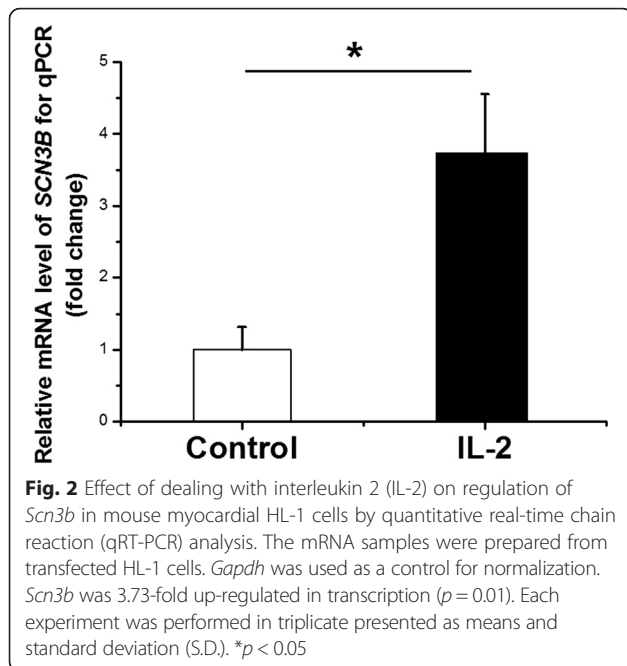 Relative mRNA level of SCN3B for qPCR
(fold change)
5
4
3
2
1
0
*
Control
IL-2
Fig. 2 Effect of dealing with interleukin 2 (IL-2) on regulation of
Scn3b in mouse myocardial HL-1 cells by quantitative real-time chain
reaction (qRT-PCR) analysis. The mRNA samples were prepared from
transfected HL-1 cells. Gapdh was used as a control for normalization.
Scn3b was 3.73-fold up-regulated in transcription (p = 0.01). Each
experiment was performed in triplicate presented as means and
standard deviation (S.D.). *p < 0.05